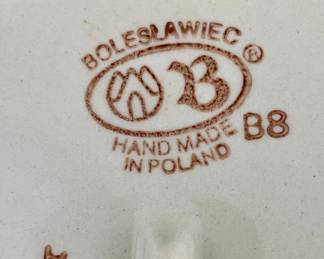 BOLESŁAWIEC ®
B
HAND MADE B8
IN POLAND